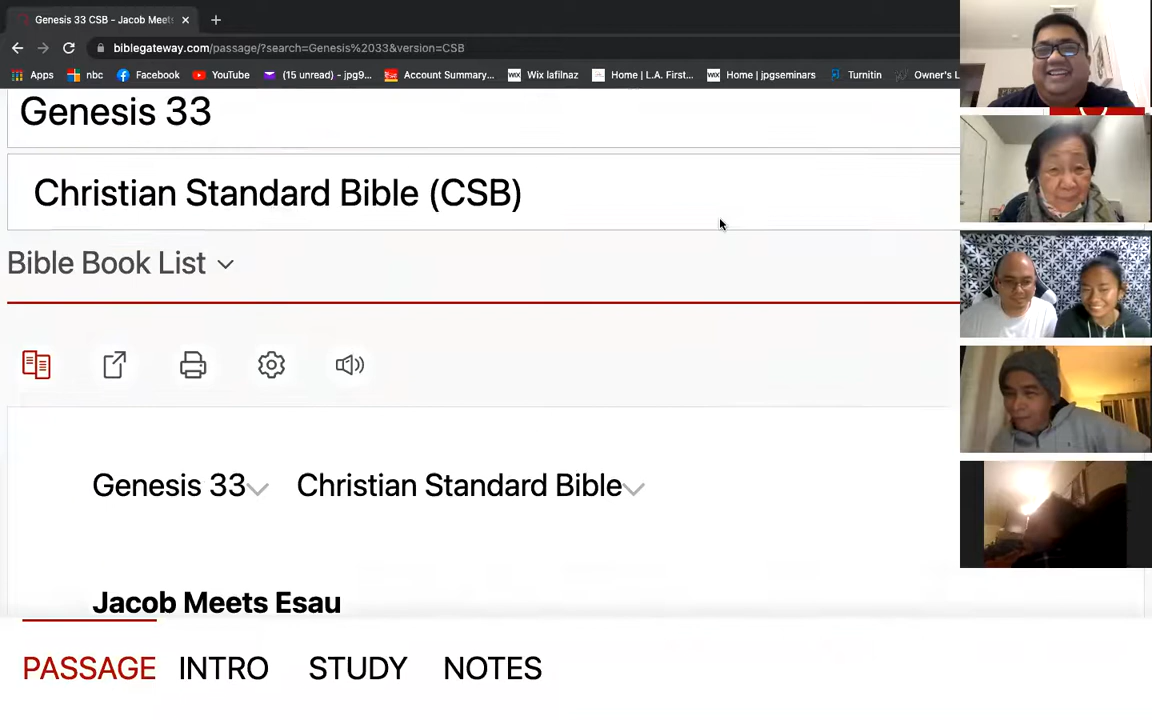 Genesis 33 CSB - Jacob Meets
biblegateway.com/passage/?search=Genesis%2033&version=CSB
Apps nbc Facebook YouTube (15 unread) - jpg9... Account Summary... WIX Wix lafilnaz Home | L.A. First... WIX Home | jpgseminars Turnitin Owner's L
Genesis 33
Christian Standard Bible (CSB)
Bible Book List
Genesis 33 Christian Standard Bible
Jacob Meets Esau
PASSAGE INTRO STUDY NOTES